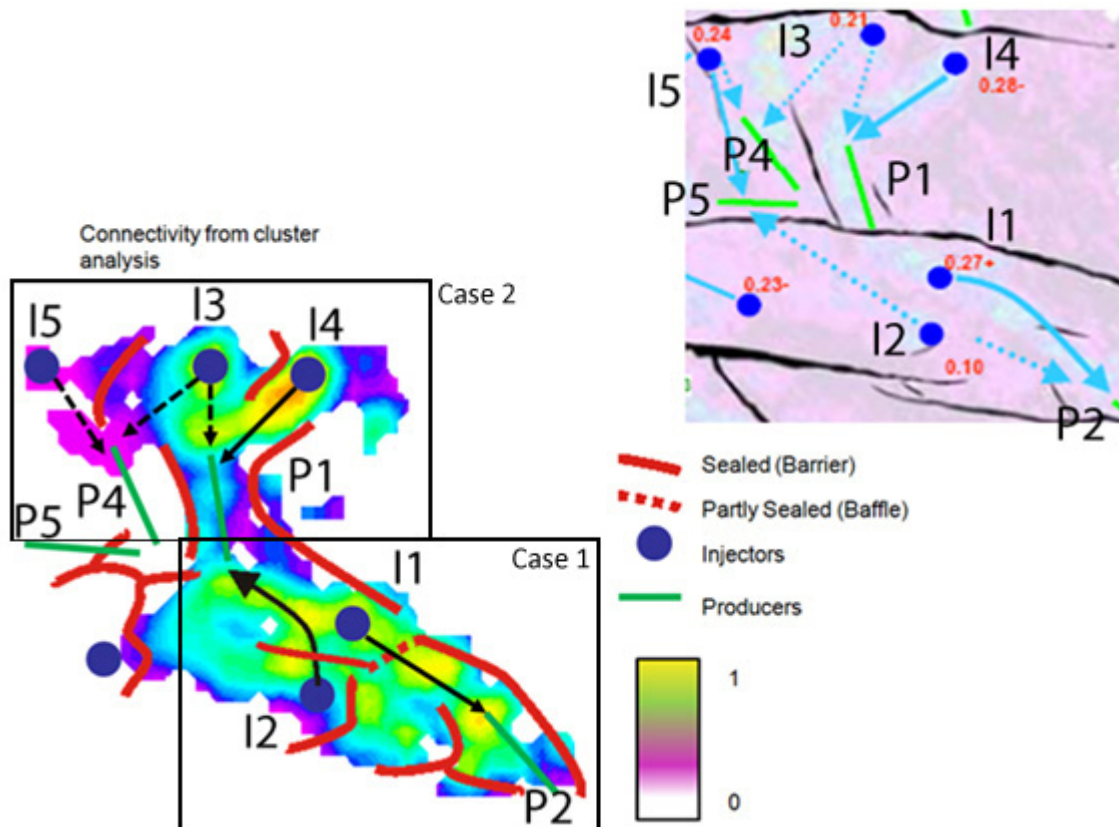 0.24
I3
0.21
I4
0.28-
I5
P4
P1
P5
I1
0.27+
0.23-
I2
0.10
P2
Connectivity from cluster
analysis
Case 2
I5
I3
I4
P4
P1
P5
Case 1
I1
I2
P2
Sealed (Barrier)
Partly Sealed (Baffle)
Injectors
Producers
1
0